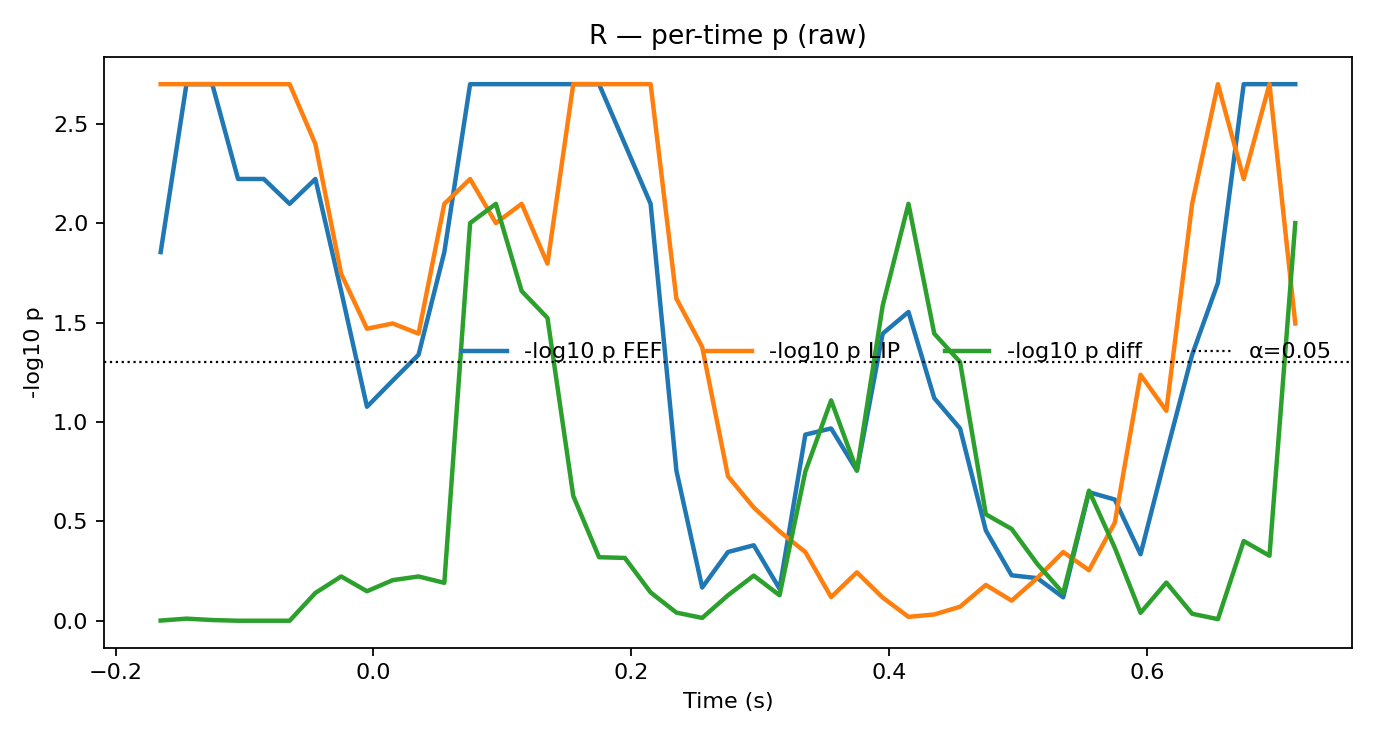 R — per-time p (raw)
-log10 p
2.5
2.0
1.5
1.0
0.5
0.0
-log10 p FEF
-log10 p LIP
-log10 p diff
α=0.05
−0.2
0.0
0.2
0.4
0.6
Time (s)